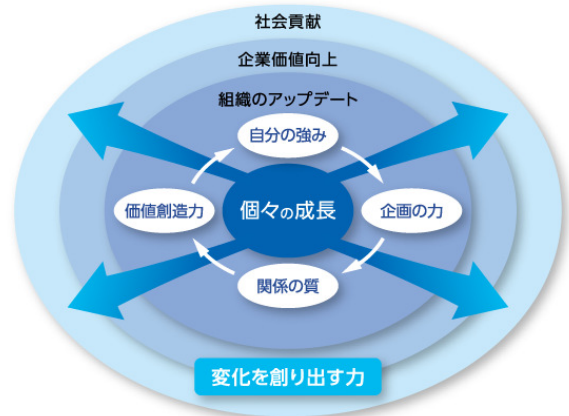 社会貢献
企業価値向上
組織のアップデート
自分の強み
価値創造力
個々の成長
企画の力
関係の質
変化を創り出す力